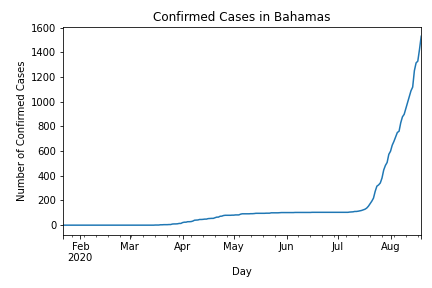 Confirmed Cases in Bahamas
Number of Confirmed Cases
1600
1400
1200
1000
800
600
400
200
0
Feb Mar Apr May Jun Jul Aug
2020
Day